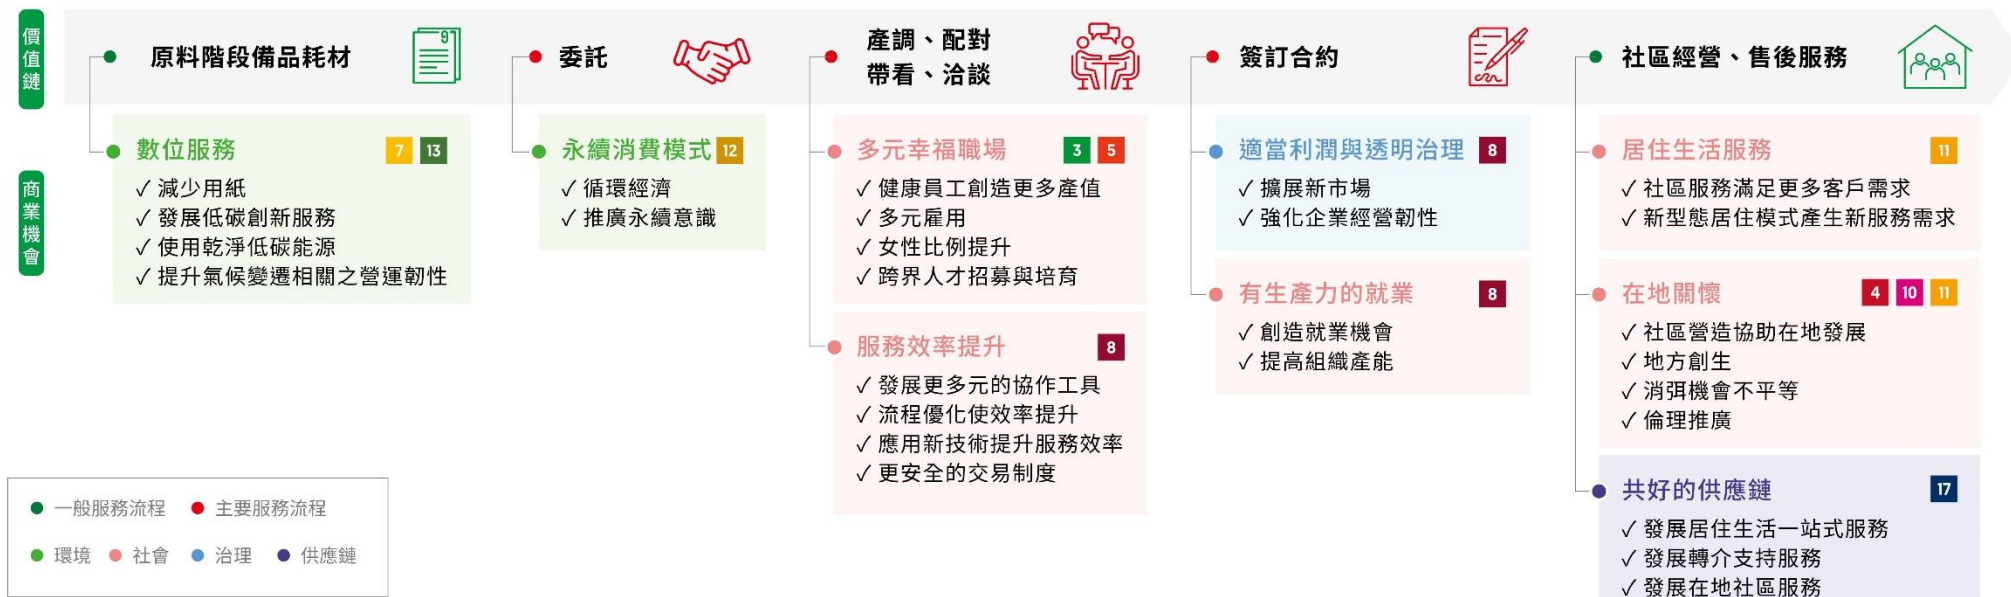 價值鏈
原料階段備品耗材
委託
產調、配對
帶看、洽談
簽訂合約
社區經營、售後服務
商業機會
數位服務 7 13
✓ 減少用紙
✓ 發展低碳創新服務
✓ 使用乾淨低碳能源
✓ 提升氣候變遷相關之營運韌性
永續消費模式 12
✓ 循環經濟
✓ 推廣永續意識
多元幸福職場 3 5
✓ 健康員工創造更多產值
✓ 多元雇用
✓ 女性比例提升
✓ 跨界人才招募與培育
服務效率提升 8
✓ 發展更多元的協作工具
✓ 流程優化使效率提升
✓ 應用新技術提升服務效率
✓ 更安全的交易制度
適當利潤與透明治理 8
✓ 擴展新市場
✓ 強化企業經營韌性
有生產力的就業 8
✓ 創造就業機會
✓ 提高組織產能
居住生活服務 11
✓ 社區服務滿足更多客戶需求
✓ 新型態居住模式產生新服務需求
在地關懷 4 10 11
✓ 社區營造協助在地發展
✓ 地方創生
✓ 消弭機會不平等
✓ 倫理推廣
共好的供應鏈 17
✓ 發展居住生活一站式服務
✓ 發展轉介支持服務
✓ 發展在地社區服務
一般服務流程 主要服務流程
環境 社會 治理 供應鏈